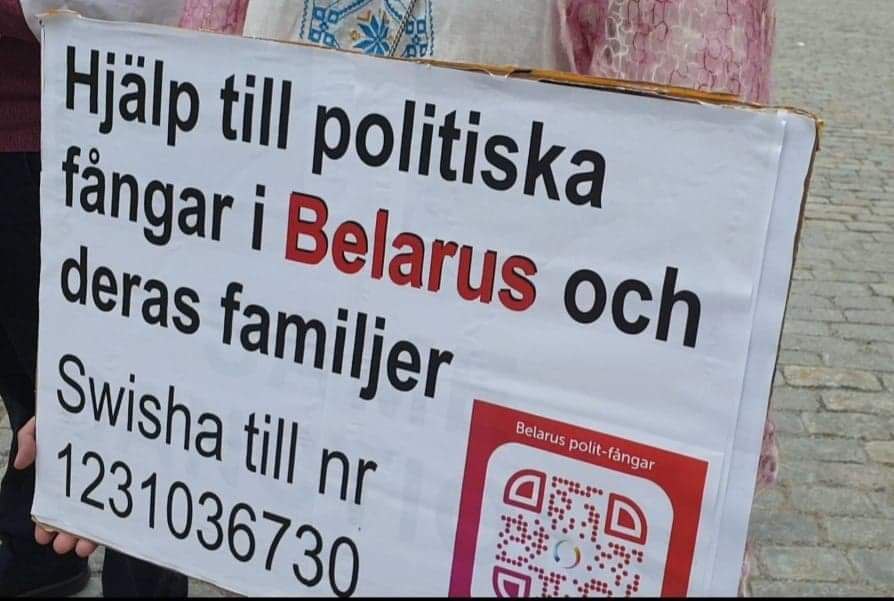 Hjälp till politiska
fångar i Belarus och
deras familjer
Swisha till nr
1231036730
Belarus polit-fångar